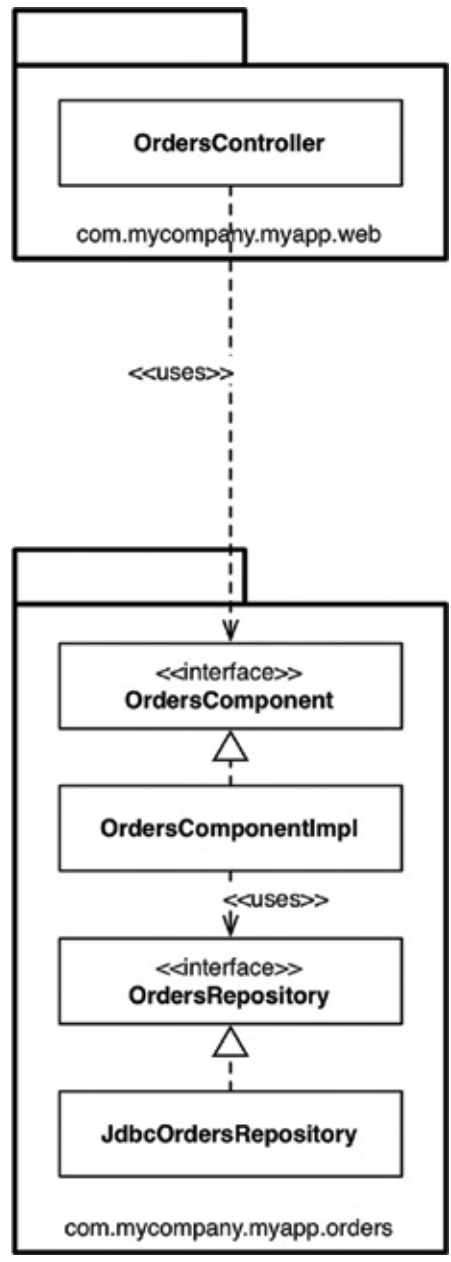 OrdersController
com.mycompany.myapp.web
<<uses>>
<<interface>>
OrdersComponent
OrdersComponentImpl
<<uses>>
<<interface>>
OrdersRepository
JdbcOrdersRepository
com.mycompany.myapp.orders